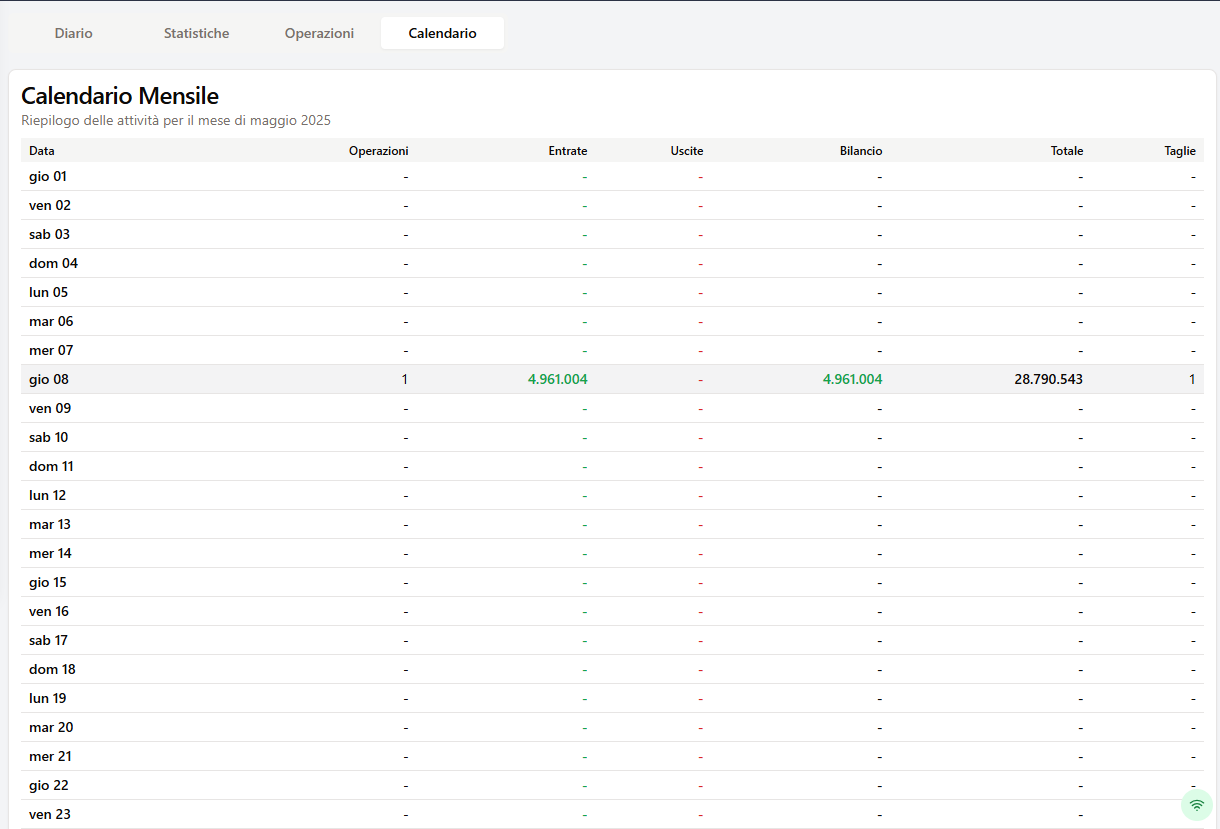 Diario Statistiche Operazioni Calendario
Calendario Mensile
Riepilogo delle attività per il mese di maggio 2025
Data Operazioni Entrate Uscite Bilancio Totale Taglie
gio 01 - - - - - -
ven 02 - - - - - -
sab 03 - - - - - -
dom 04 - - - - - -
lun 05 - - - - - -
mar 06 - - - - - -
mer 07 - - - - - -
gio 08 1 4.961.004 - 4.961.004 28.790.543 1
ven 09 - - - - - -
sab 10 - - - - - -
dom 11 - - - - - -
lun 12 - - - - - -
mar 13 - - - - - -
mer 14 - - - - - -
gio 15 - - - - - -
ven 16 - - - - - -
sab 17 - - - - - -
dom 18 - - - - - -
lun 19 - - - - - -
mar 20 - - - - - -
mer 21 - - - - - -
gio 22 - - - - - -
ven 23 - - - - -